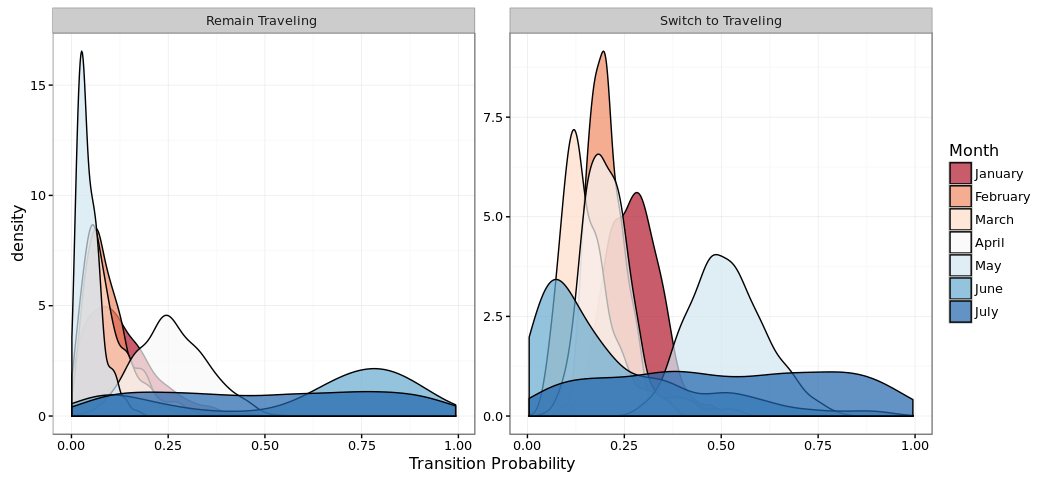 Remain Traveling
Switch to Traveling
density
15
10
5
0
7.5
5.0
2.5
0.0
0.00 0.25 0.50 0.75 1.00
0.00 0.25 0.50 0.75 1.00
Transition Probability
Month
January
February
March
April
May
June
July